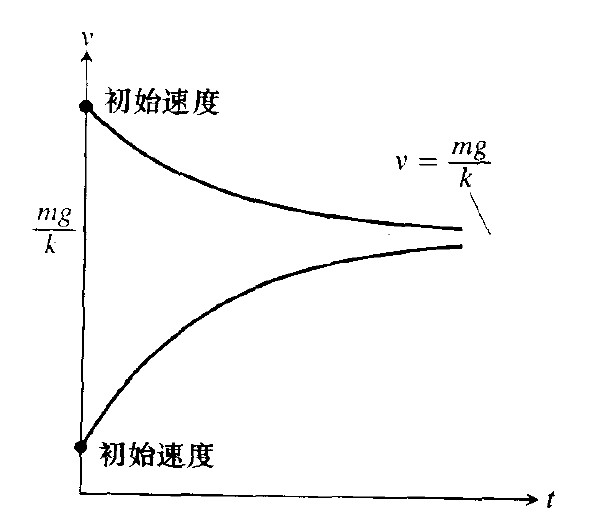 v
初始速度
v = mg/k
mg/k
初始速度
t